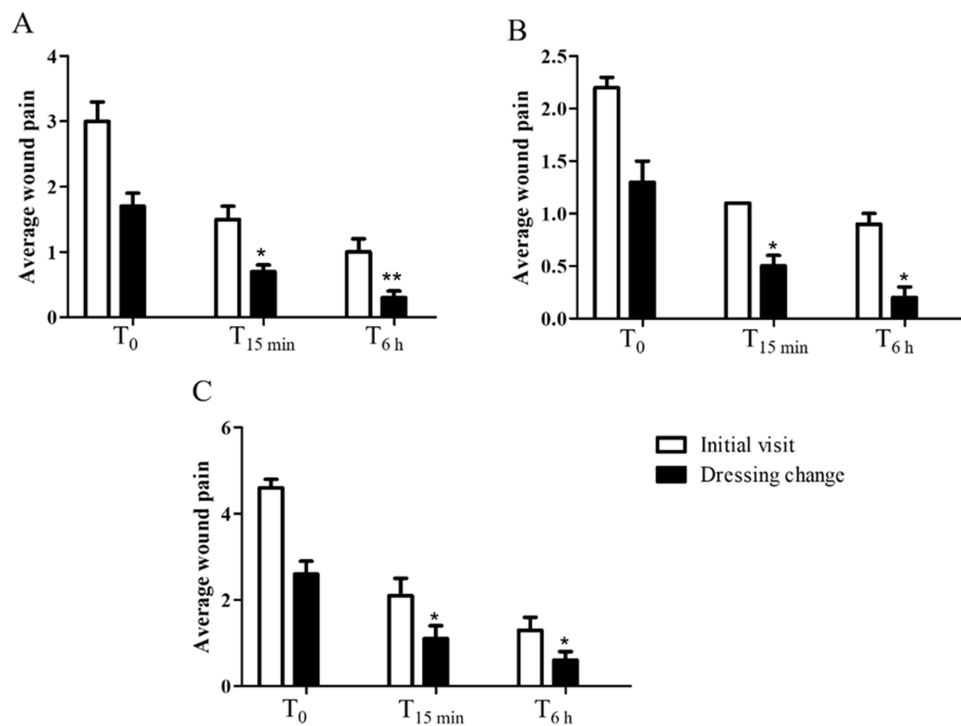 A
Average wound pain
4
3
2
1
0
*
**
T0
T15 min
T6 h
B
Average wound pain
2.5
2.0
1.5
1.0
0.5
0.0
*
*
T0
T15 min
T6 h
C
Average wound pain
6
4
2
0
*
*
T0
T15 min
T6 h
Initial visit
Dressing change